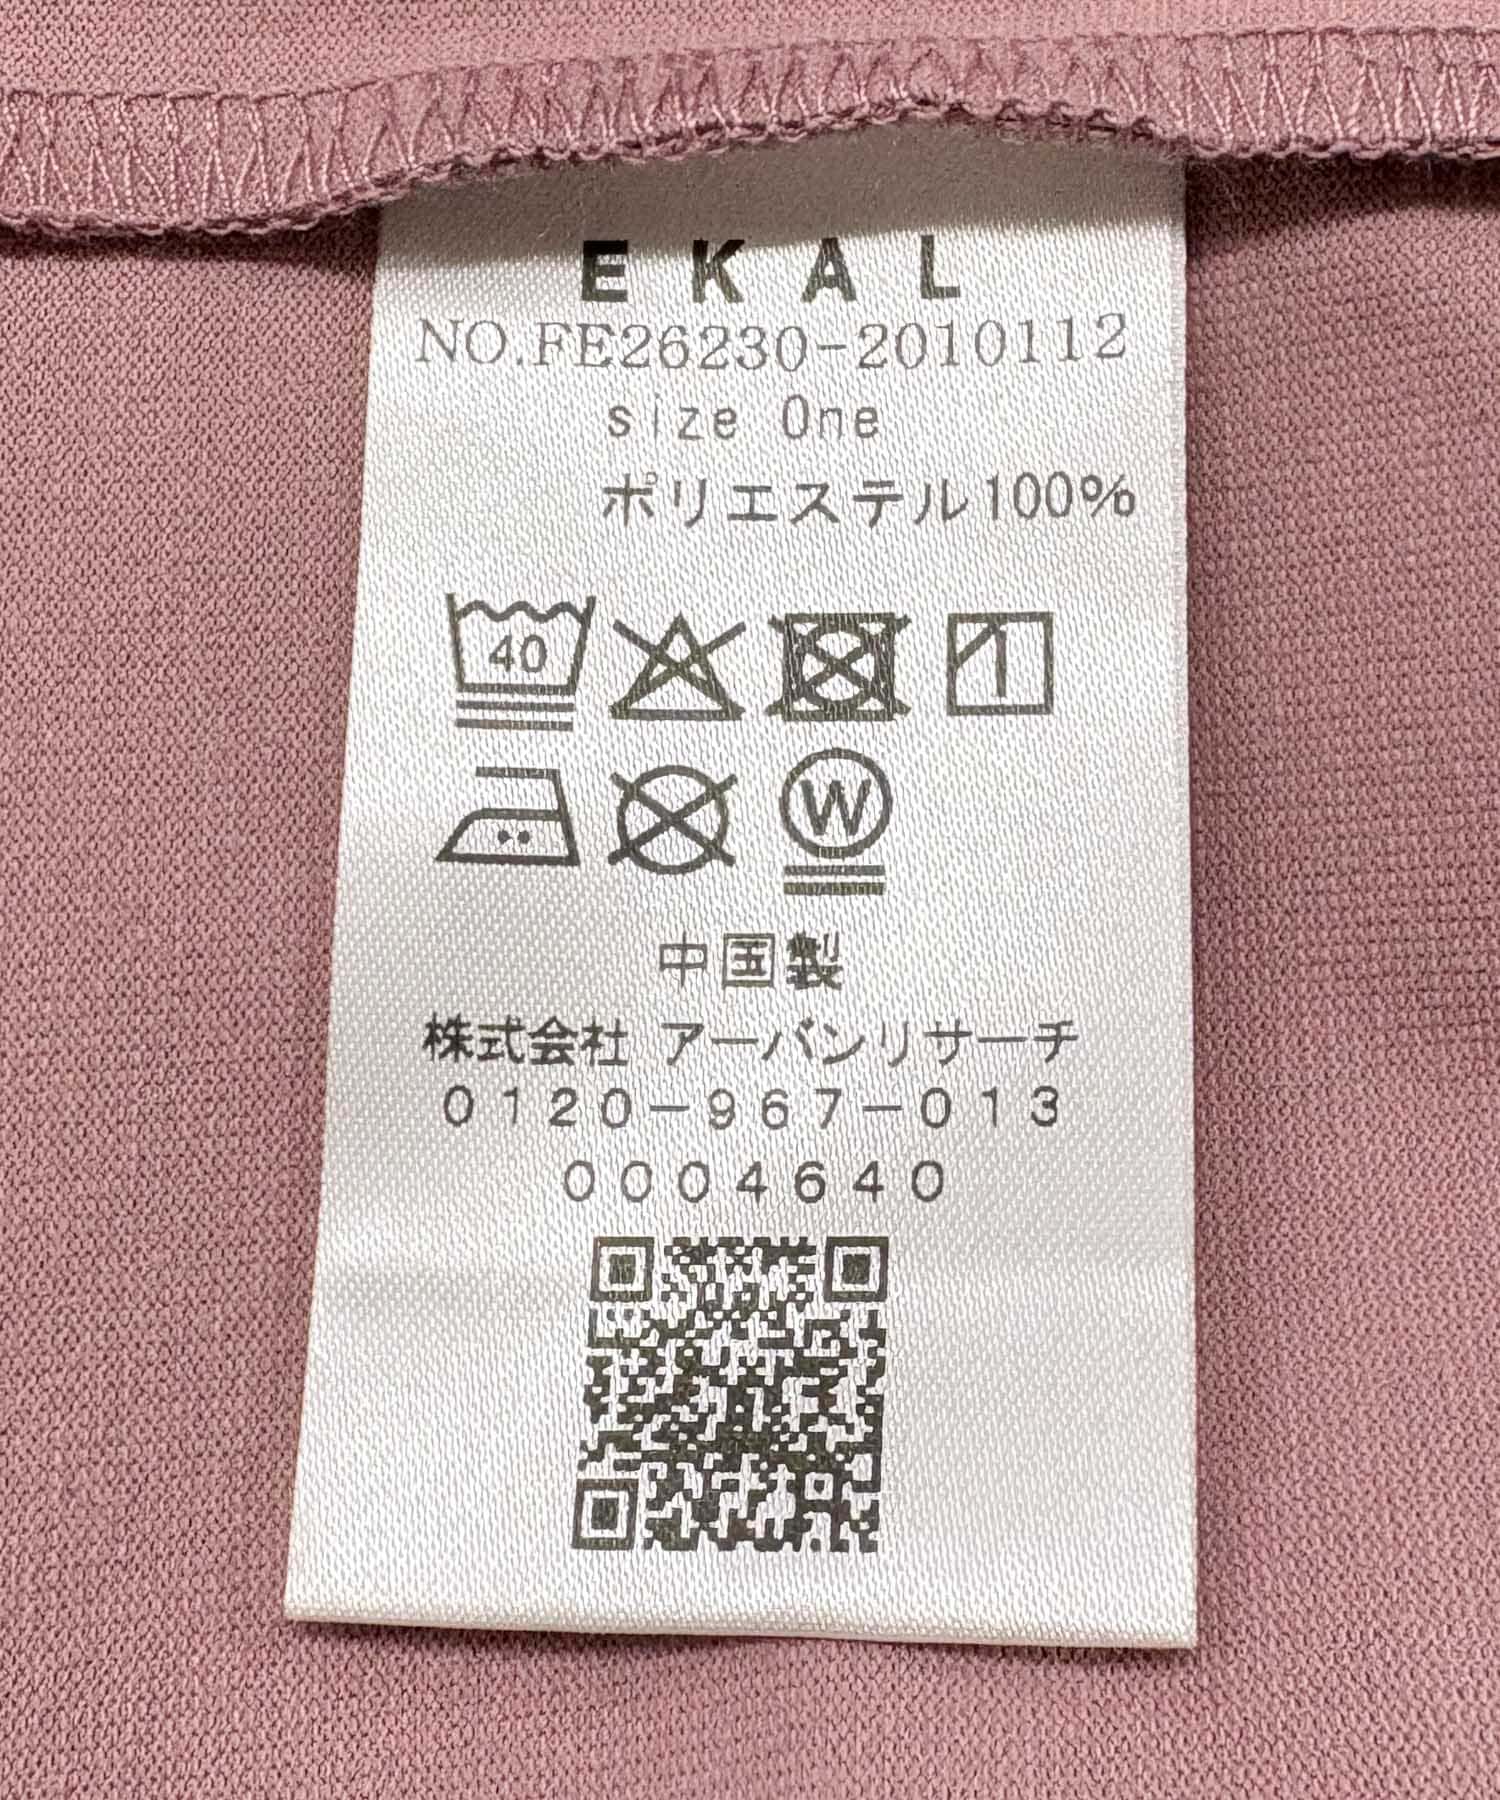 EKAL
NO.FE26230-2010112
size One
ポリエステル100%
40
W
中国製
株式会社 アーバンリサーチ
0120-967-013
0004640